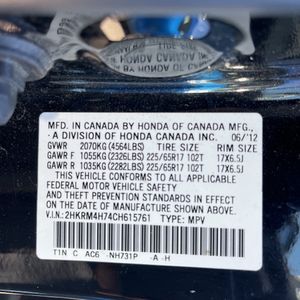 MFD. IN CANADA BY HONDA OF CANADA MFG.,
- A DIVISION OF HONDA CANADA INC. 06/'12
GVWR 2070KG (4564LBS) TIRE SIZE RIM SIZE
GAWR F 1055KG (2326LBS) 225/65R17 102T 17X6.5J
GAWR R 1035KG (2282LBS) 225/65R17 102T 17X6.5J
THIS VEHICLE CONFORMS TO ALL APPLICABLE
FEDERAL MOTOR VEHICLE SAFETY
AND THEFT PREVENTION STANDARDS IN EFFECT
ON THE DATE OF MANUFACTURE SHOWN ABOVE.
V.I.N.: 2HKRM4H74CH615761 TYPE: MPV
T1N C AC6 NH731P -A -H